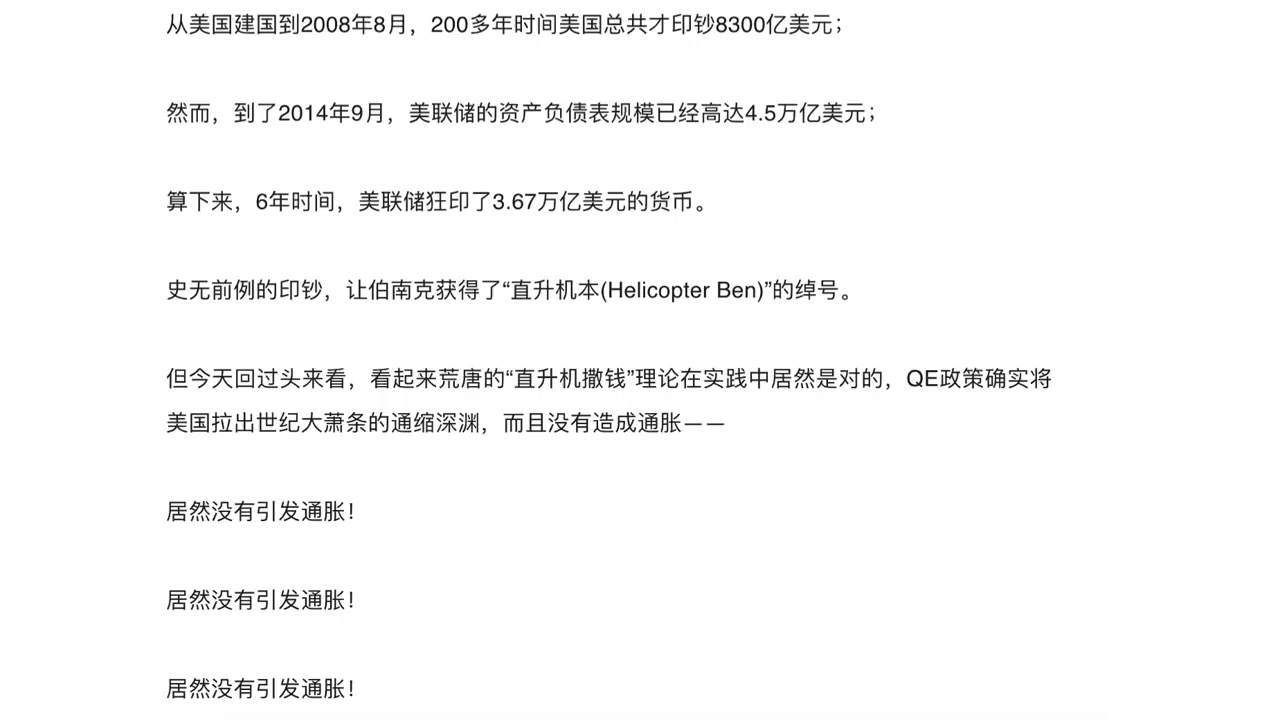 从美国建国到2008年8月，200多年时间美国总共才印钞8300亿美元；
然而，到了2014年9月，美联储的资产负债表规模已经高达4.5万亿美元；
算下来，6年时间，美联储狂印了3.67万亿美元的货币。
史无前例的印钞，让伯南克获得了“直升机本(Helicopter Ben)”的绰号。
但今天回过头来看，看起来荒唐的“直升机撒钱”理论在实践中居然是对的，QE政策确实将
美国拉出世纪大萧条的通缩深渊，而且没有造成通胀——
居然没有引发通胀！
居然没有引发通胀！
居然没有引发通胀！